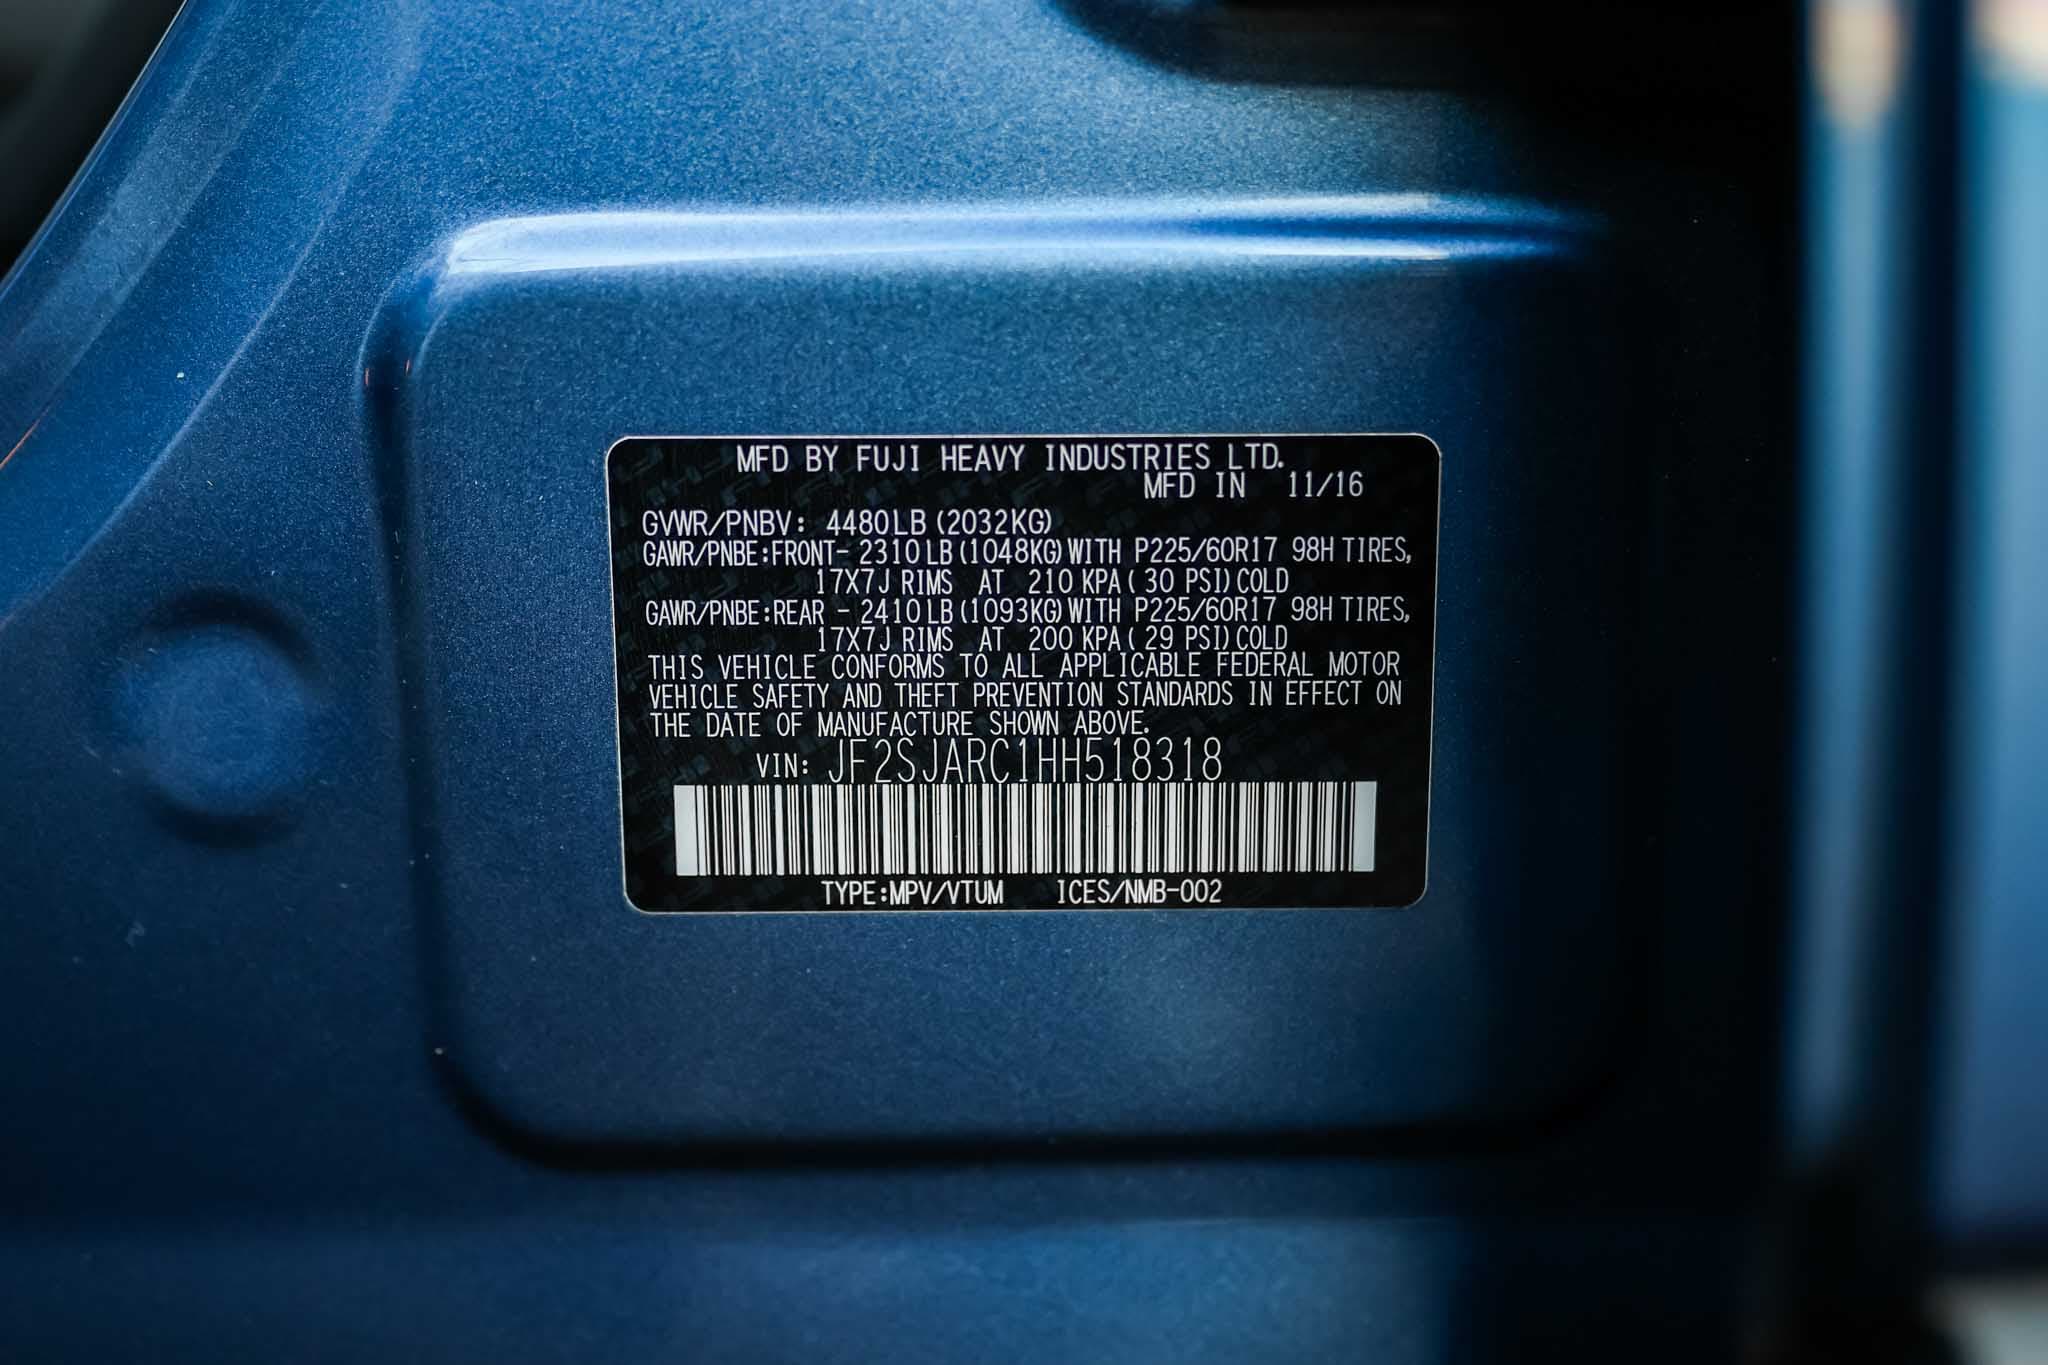 MFD BY FUJI HEAVY INDUSTRIES LTD.
MFD IN 11/16
GVWR/PNBV: 4480LB (2032KG)
GAWR/PNBE:FRONT- 2310 LB (1048KG) WITH P225/60R17 98H TIRES,
17X7J RIMS AT 210 KPA ( 30 PSI) COLD
GAWR/PNBE:REAR - 2410 LB (1093KG) WITH P225/60R17 98H TIRES,
17X7J RIMS AT 200 KPA ( 29 PSI) COLD
THIS VEHICLE CONFORMS TO ALL APPLICABLE FEDERAL MOTOR
VEHICLE SAFETY AND THEFT PREVENTION STANDARDS IN EFFECT ON
THE DATE OF MANUFACTURE SHOWN ABOVE.
VIN: JF2SJARC1HH518318
TYPE:MPV/VTUM ICES/NMB-002